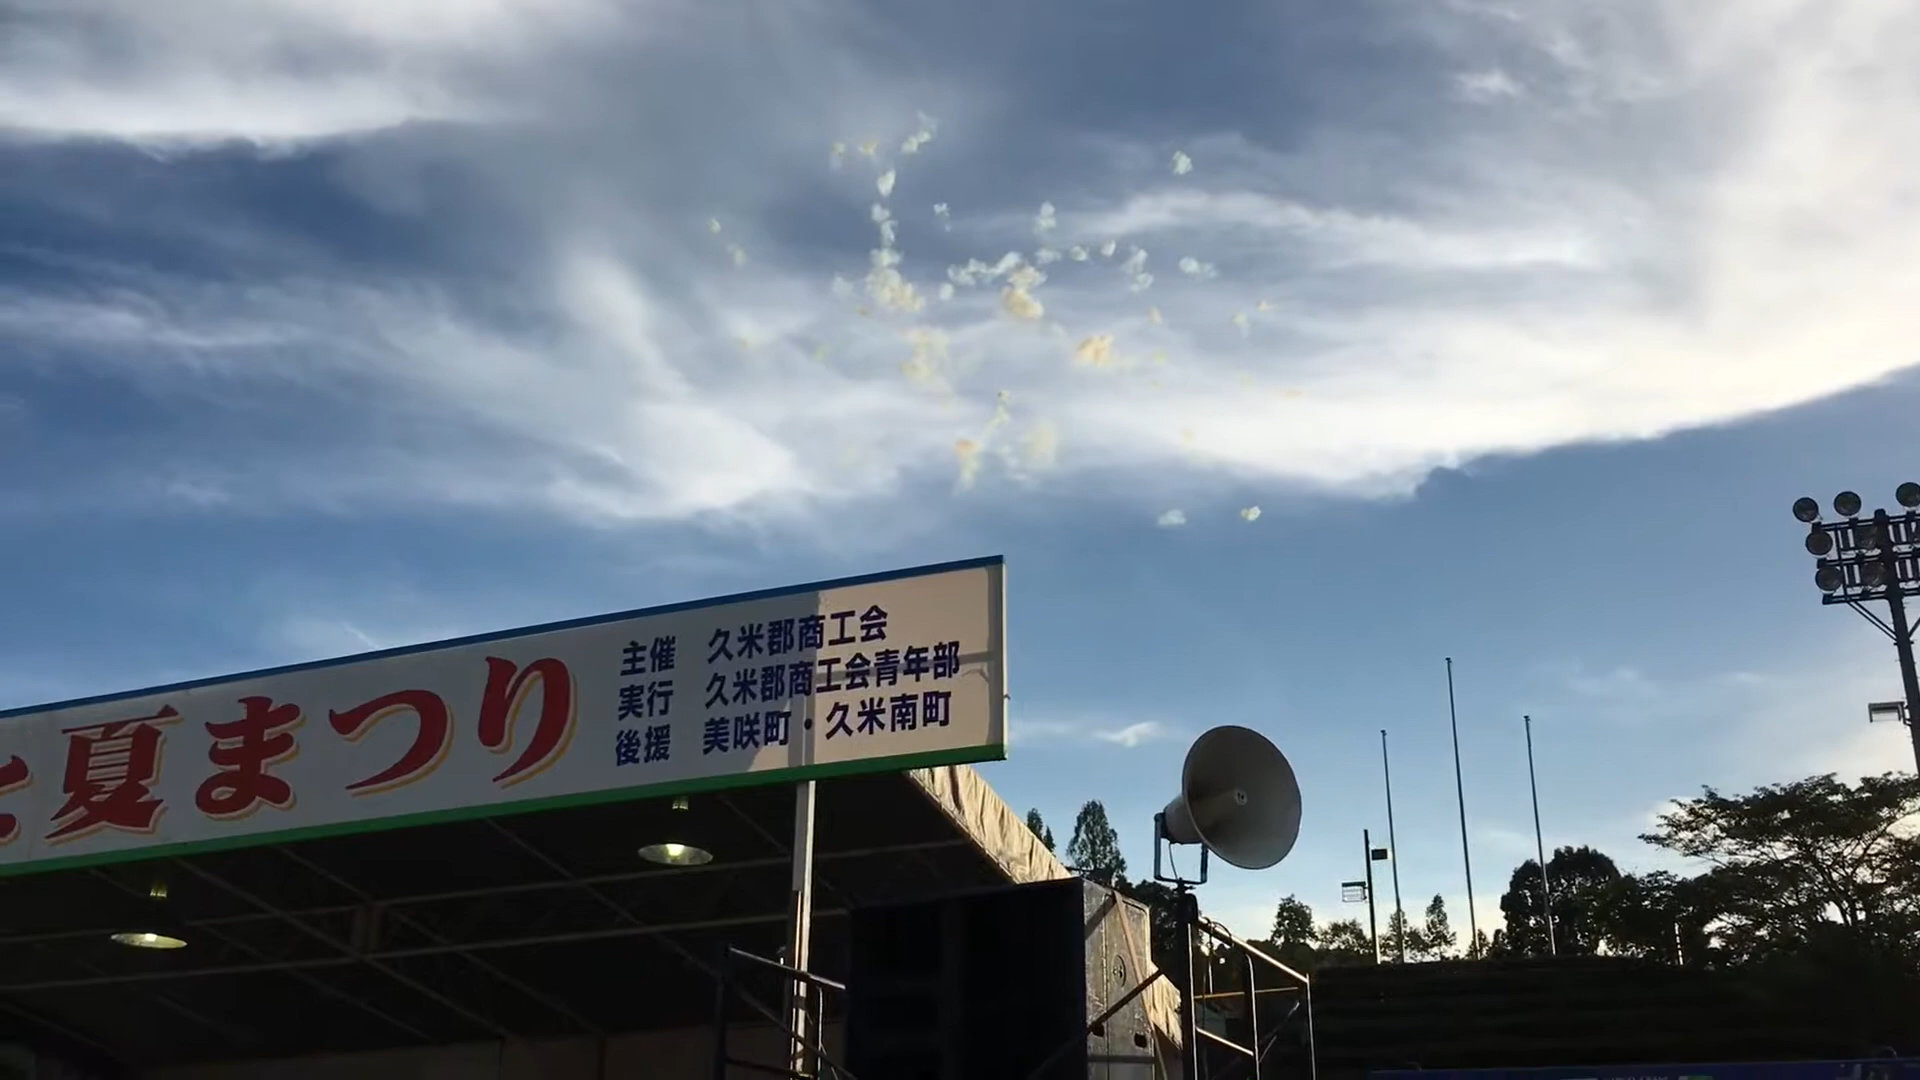 夏まつり
主催 久米郡商工会
実行 久米郡商工会青年部
後援 美咲町・久米南町